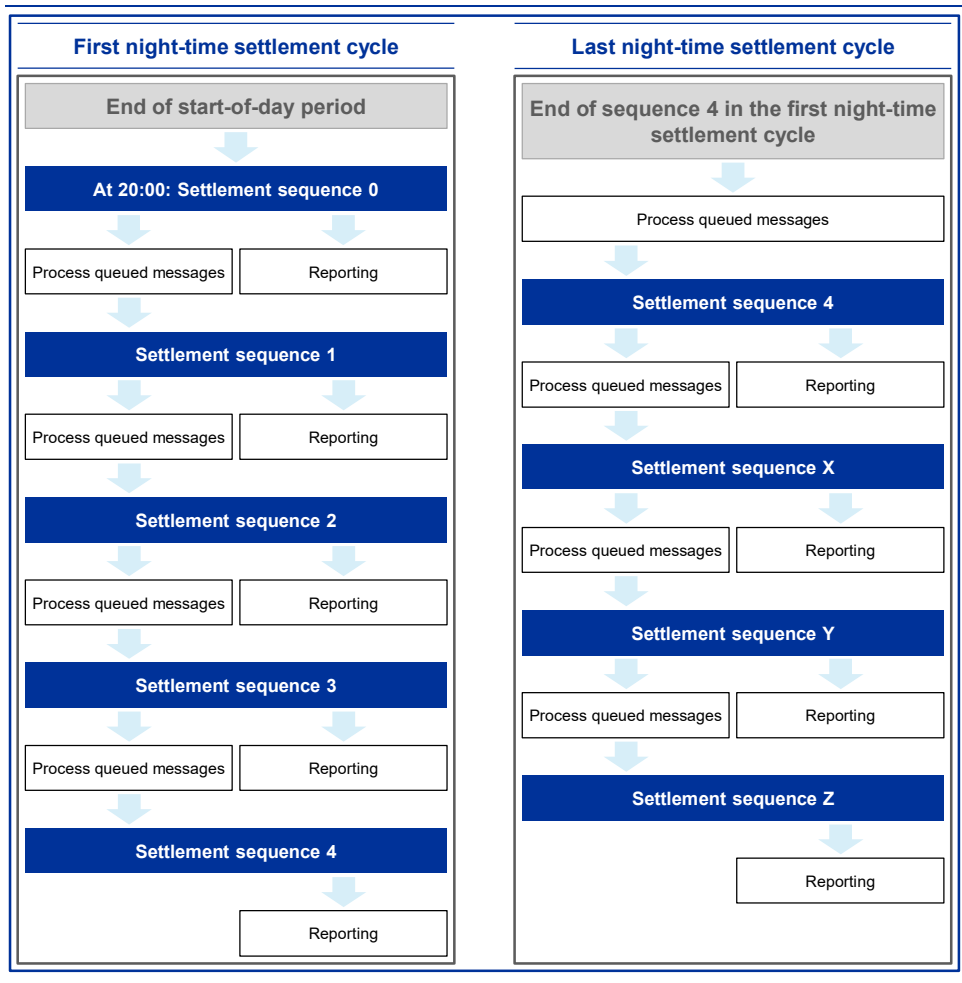 First night-time settlement cycle
End of start-of-day period
At 20:00: Settlement sequence 0
Process queued messages
Reporting
Settlement sequence 1
Process queued messages
Reporting
Settlement sequence 2
Process queued messages
Reporting
Settlement sequence 3
Process queued messages
Reporting
Settlement sequence 4
Reporting
Last night-time settlement cycle
End of sequence 4 in the first night-time
settlement cycle
Process queued messages
Settlement sequence 4
Process queued messages
Reporting
Settlement sequence X
Process queued messages
Reporting
Settlement sequence Y
Process queued messages
Reporting
Settlement sequence Z
Reporting